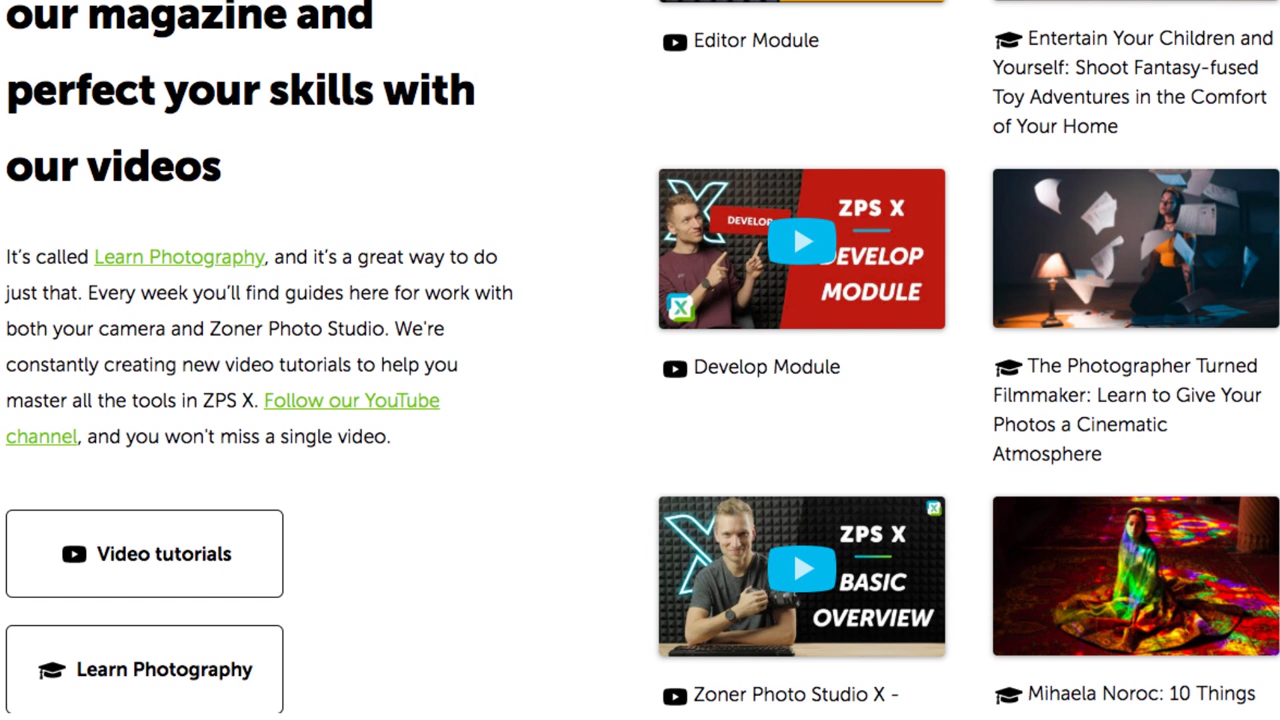 our magazine and
perfect your skills with
our videos
It's called Learn Photography, and it's a great way to do
just that. Every week you'll find guides here for work with
both your camera and Zoner Photo Studio. We're
constantly creating new video tutorials to help you
master all the tools in ZPS X. Follow our YouTube
channel, and you won't miss a single video.
Video tutorials
Learn Photography
Editor Module
ZPS X
DEVELOP
DEVELOP
MODULE
Develop Module
ZPS X
BASIC
OVERVIEW
Zoner Photo Studio X -
Entertain Your Children and
Yourself: Shoot Fantasy-fused
Toy Adventures in the Comfort
of Your Home
The Photographer Turned
Filmmaker: Learn to Give Your
Photos a Cinematic
Atmosphere
Mihaela Noroc: 10 Things